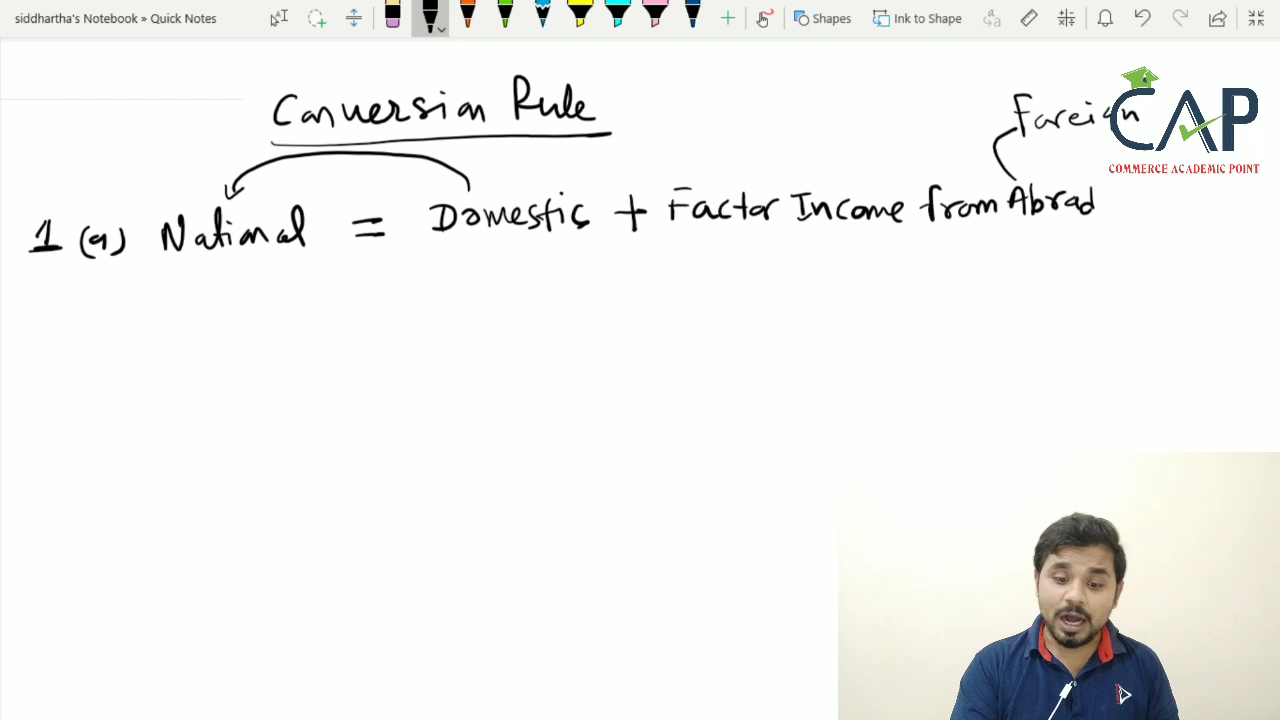 siddhartha's Notebook » Quick Notes
Shapes
Ink to Shape
Conversion Rule
Foreign
CAP
COMMERCE ACADEMIC POINT
1 (a) National = Domestic + Factor Income from Abrad